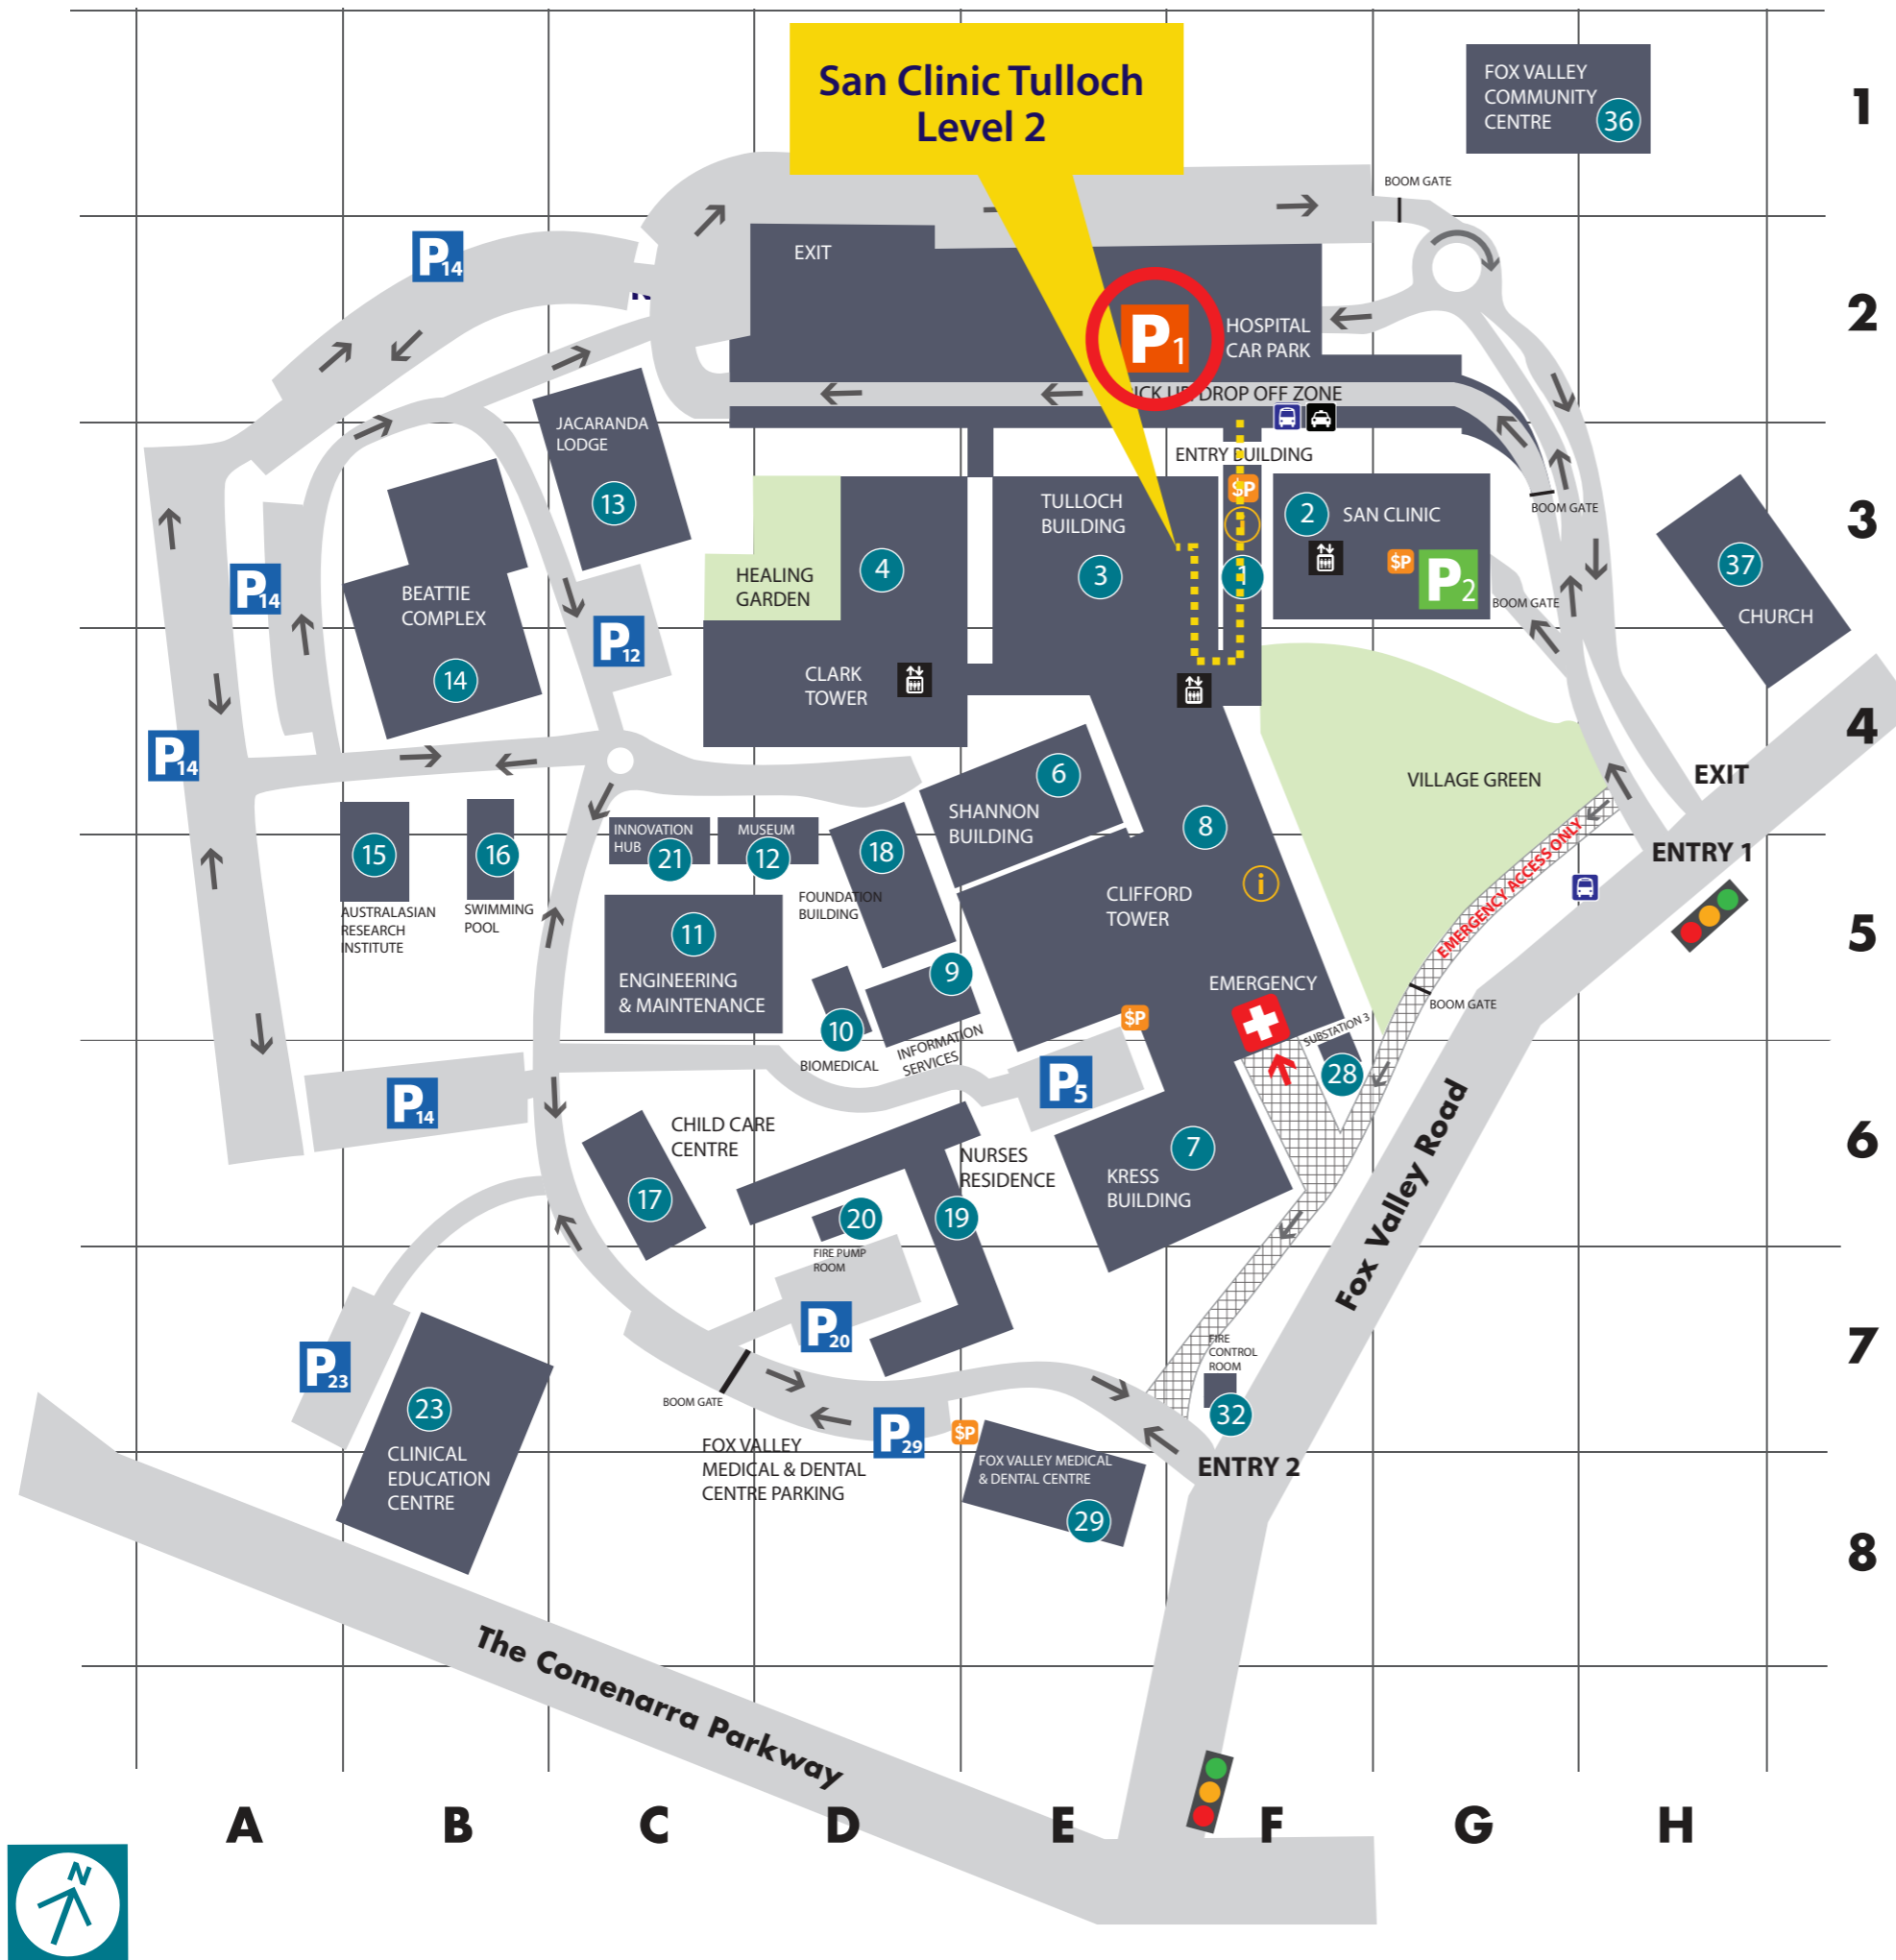 San Clinic Tulloch
Level 2
1
FOX VALLEY
COMMUNITY
CENTRE
36
BOOM GATE
EXIT
P14
P1
HOSPITAL
CAR PARK
2
PICK UP/DROP OFF ZONE
JACARANDA
LODGE
13
ENTRY BUILDING
$P
i
1
TULLOCH
BUILDING
3
2
SAN CLINIC
$P
P2
BOOM GATE
BOOM GATE
3
4
HEALING
GARDEN
37
CHURCH
P14
BEATTIE
COMPLEX
14
P12
CLARK
TOWER
P14
4
VILLAGE GREEN
EXIT
ENTRY 1
6
SHANNON
BUILDING
8
15
AUSTRALASIAN
RESEARCH
INSTITUTE
16
SWIMMING
POOL
INNOVATION
HUB
21
MUSEUM
12
18
FOUNDATION
BUILDING
CLIFFORD
TOWER
i
EMERGENCY ACCESS ONLY
5
11
ENGINEERING
& MAINTENANCE
9
INFORMATION
SERVICES
10
BIOMEDICAL
$P
EMERGENCY
SUBSTATION 3
28
BOOM GATE
P14
P5
6
CHILD CARE
CENTRE
17
NURSES
RESIDENCE
19
20
FIRE PUMP
ROOM
7
KRESS
BUILDING
Fox Valley Road
P23
P20
7
FIRE
CONTROL
ROOM
32
23
CLINICAL
EDUCATION
CENTRE
BOOM GATE
P29
$P
FOX VALLEY
MEDICAL & DENTAL
CENTRE PARKING
FOX VALLEY MEDICAL
& DENTAL CENTRE
29
ENTRY 2
8
The Comenarra Parkway
A
B
C
D
E
F
G
H
N